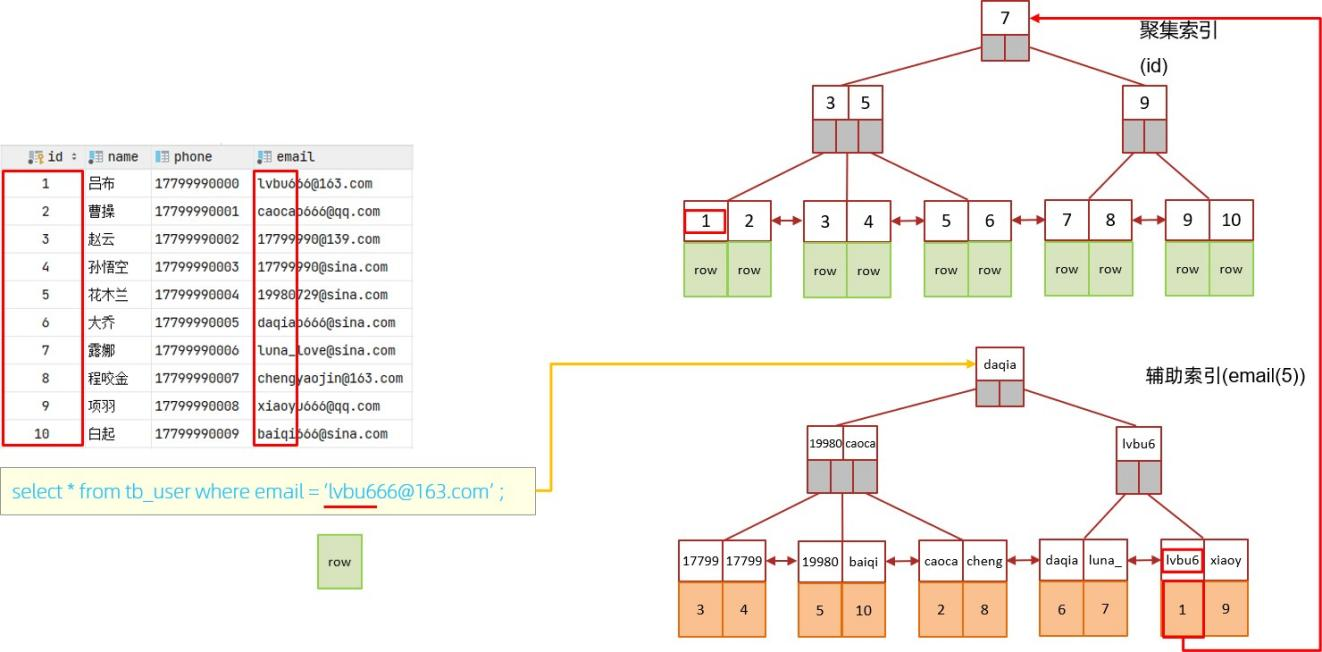 id name phone email
1 吕布 17799990000 lvbu666@163.com
2 曹操 17799990001 caocao666@qq.com
3 赵云 17799990002 17799990@139.com
4 孙悟空 17799990003 17799990@sina.com
5 花木兰 17799990004 19980729@sina.com
6 大乔 17799990005 daqiao666@sina.com
7 露娜 17799990006 luna_love@sina.com
8 程咬金 17799990007 chengyaojin@163.com
9 项羽 17799990008 xiaoyu666@qq.com
10 白起 17799990009 baiqi666@sina.com
select * from tb_user where email = 'lvbu666@163.com' ;
row
7
聚集索引
(id)
3 5 9
1 2 3 4 5 6 7 8 9 10
row row row row row row row row row row
daqia
辅助索引(email(5))
19980 caoca lvbu6
17799 17799 19980 baiqi caoca cheng daqia luna_ lvbu6 xiaoy
3 4 5 10 2 8 6 7 1 9